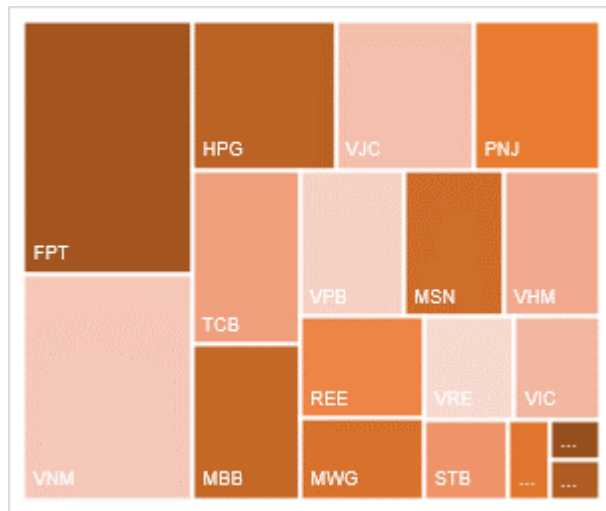 HPG
VJC
PNJ
FPT
TCB
VPB
MSN
VHM
REE
VRE
VIC
VNM
MBB
MWG
STB
...
...
...